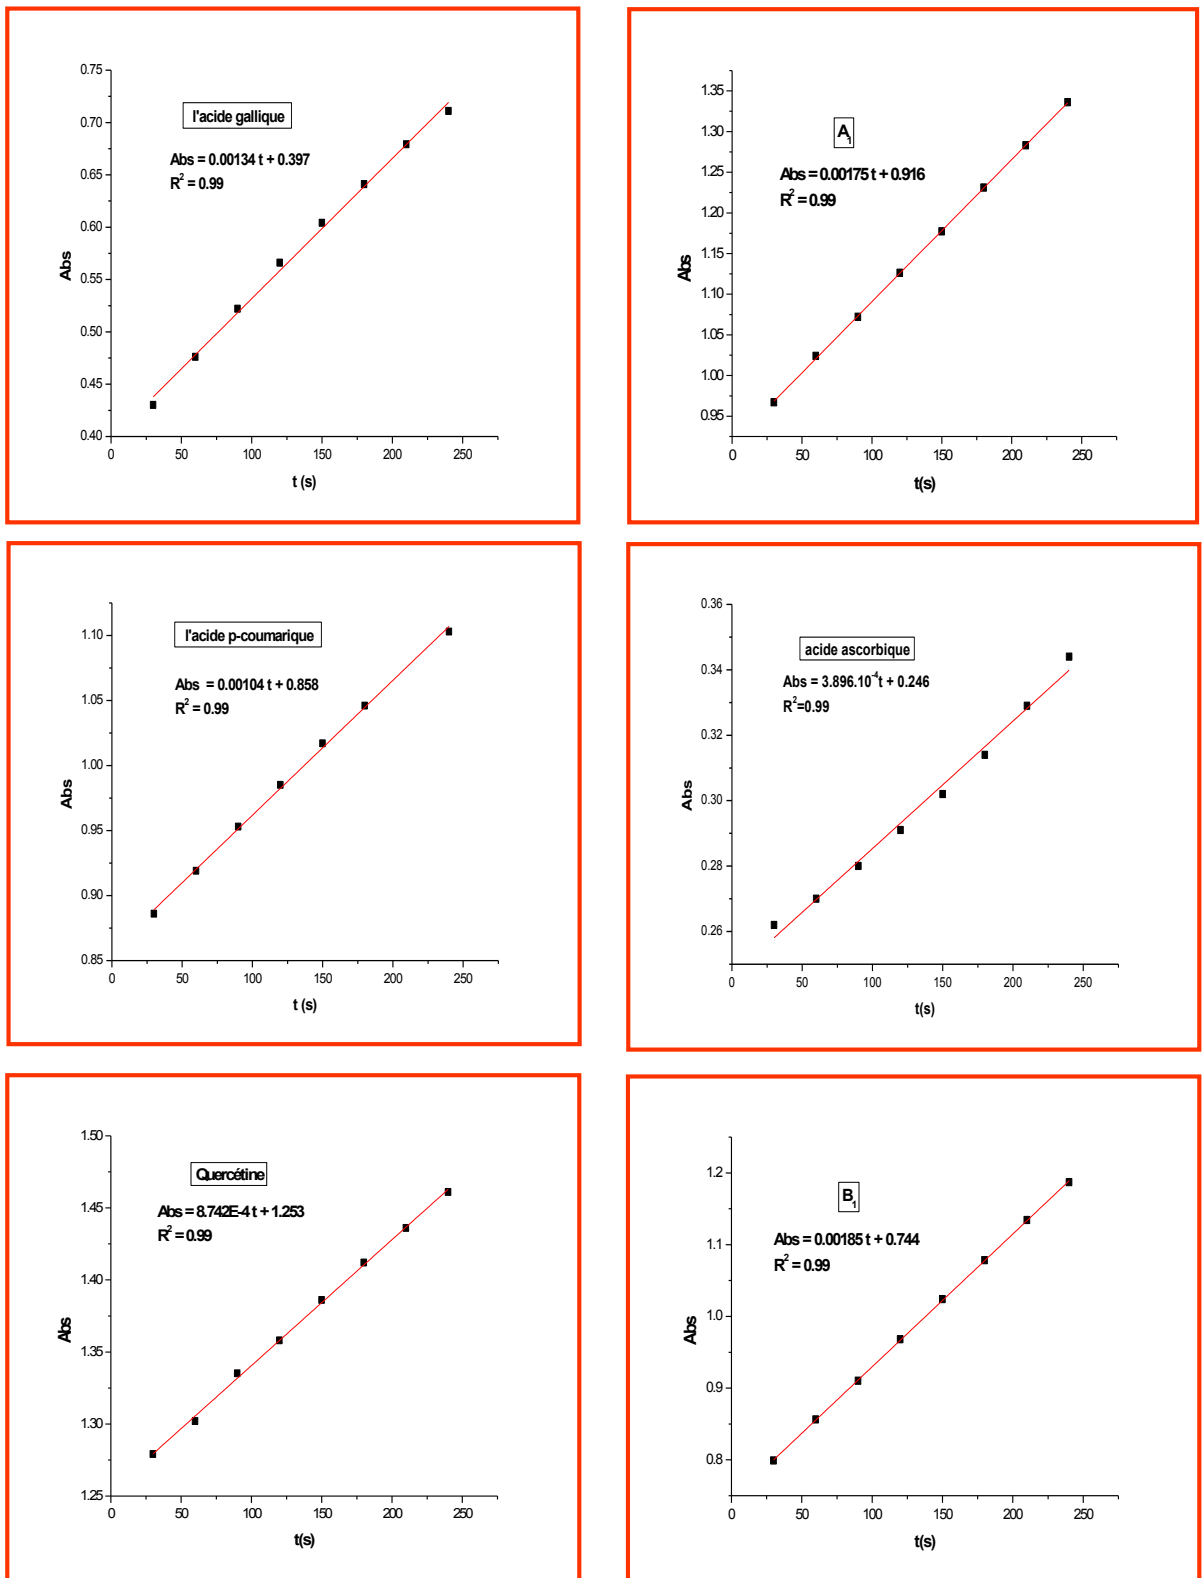 l'acide gallique
Abs = 0.00134 t + 0.397
R² = 0.99
0.75
0.70
0.65
0.60
0.55
0.50
0.45
0.40
Abs
0 50 100 150 200 250
t (s)
A₁
Abs = 0.00175 t + 0.916
R² = 0.99
1.35
1.30
1.25
1.20
1.15
1.10
1.05
1.00
0.95
Abs
0 50 100 150 200 250
t(s)
l'acide p-coumarique
Abs = 0.00104 t + 0.858
R² = 0.99
1.10
1.05
1.00
0.95
0.90
0.85
Abs
0 50 100 150 200 250
t (s)
acide ascorbique
Abs = 3.896.10⁻⁴t + 0.246
R²=0.99
0.36
0.34
0.32
0.30
0.28
0.26
Abs
0 50 100 150 200 250
t(s)
Quercétine
Abs = 8.742E-4 t + 1.253
R² = 0.99
1.50
1.45
1.40
1.35
1.30
1.25
Abs
0 50 100 150 200 250
t(s)
B₁
Abs = 0.00185 t + 0.744
R² = 0.99
1.2
1.1
1.0
0.9
0.8
Abs
0 50 100 150 200 250
t(s)